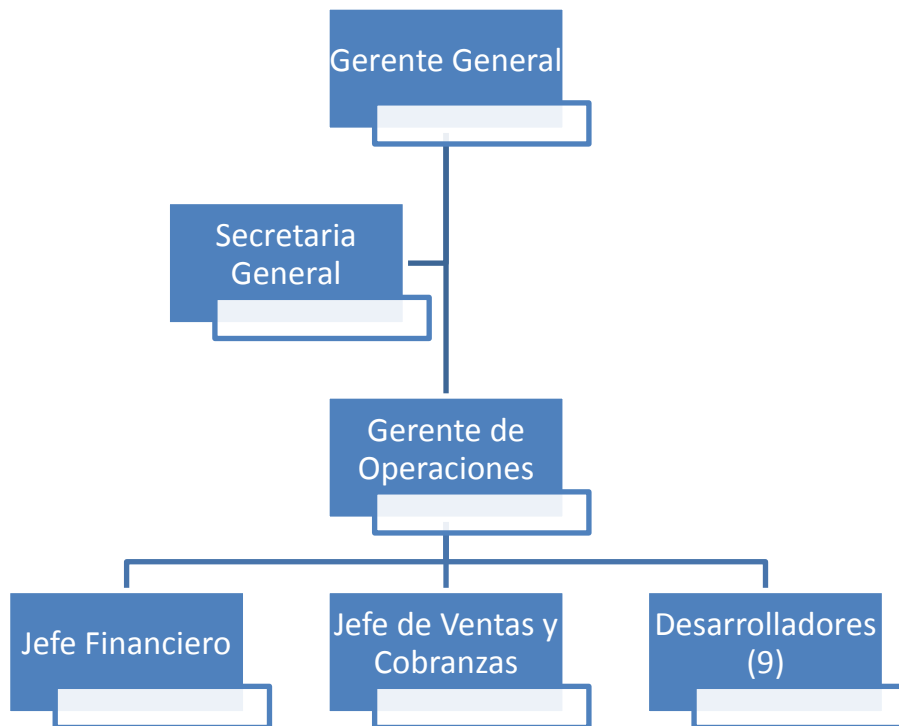 Gerente General
Secretaria
General
Gerente de
Operaciones
Jefe Financiero
Jefe de Ventas y
Cobranzas
Desarrolladores
(9)